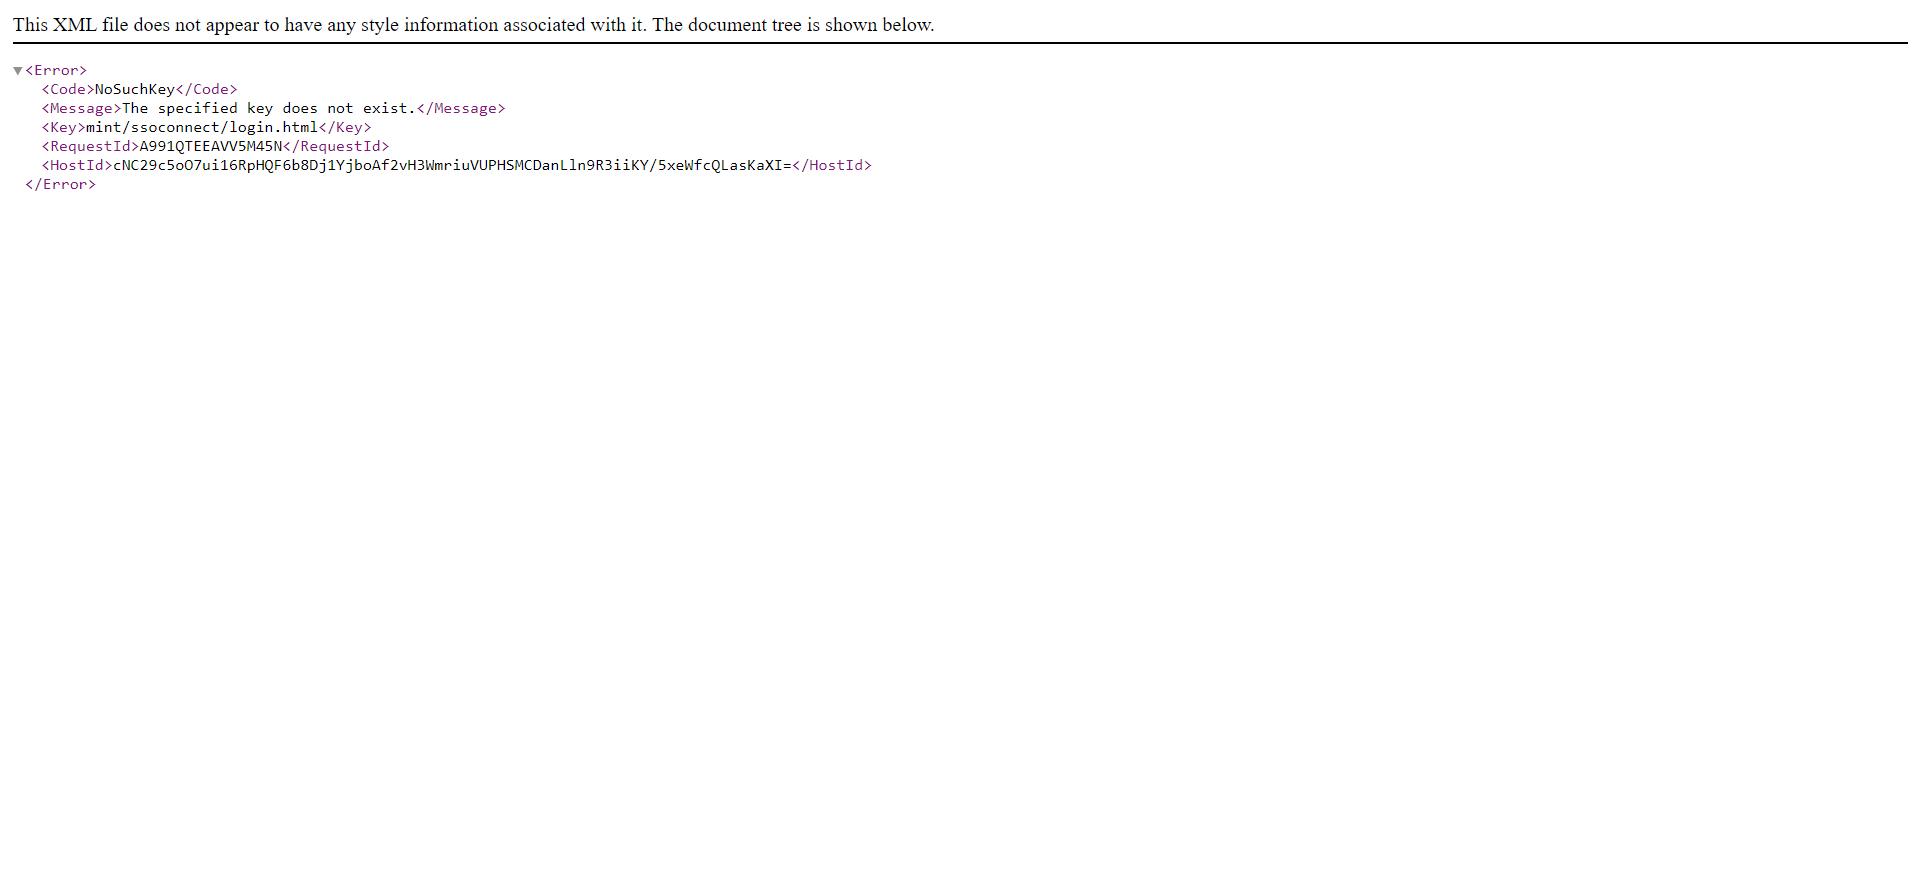 This XML file does not appear to have any style information associated with it. The document tree is shown below.
▼<Error>
<Code>NoSuchKey</Code>
<Message>The specified key does not exist.</Message>
<Key>mint/ssoconnect/login.html</Key>
<RequestId>A991QTEEAVV5M45N</RequestId>
<HostId>cNC29c5oO7ui16RpHQF6b8Dj1YjboAf2vH3WmriuVUPHSMCDanLln9R3iiKY/5xeWfcQLasKaXI=</HostId>
</Error>